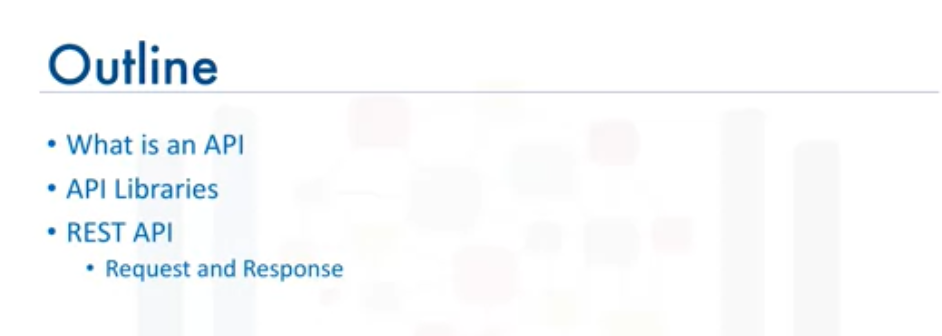 Outline
• What is an API
• API Libraries
• REST API
• Request and Response